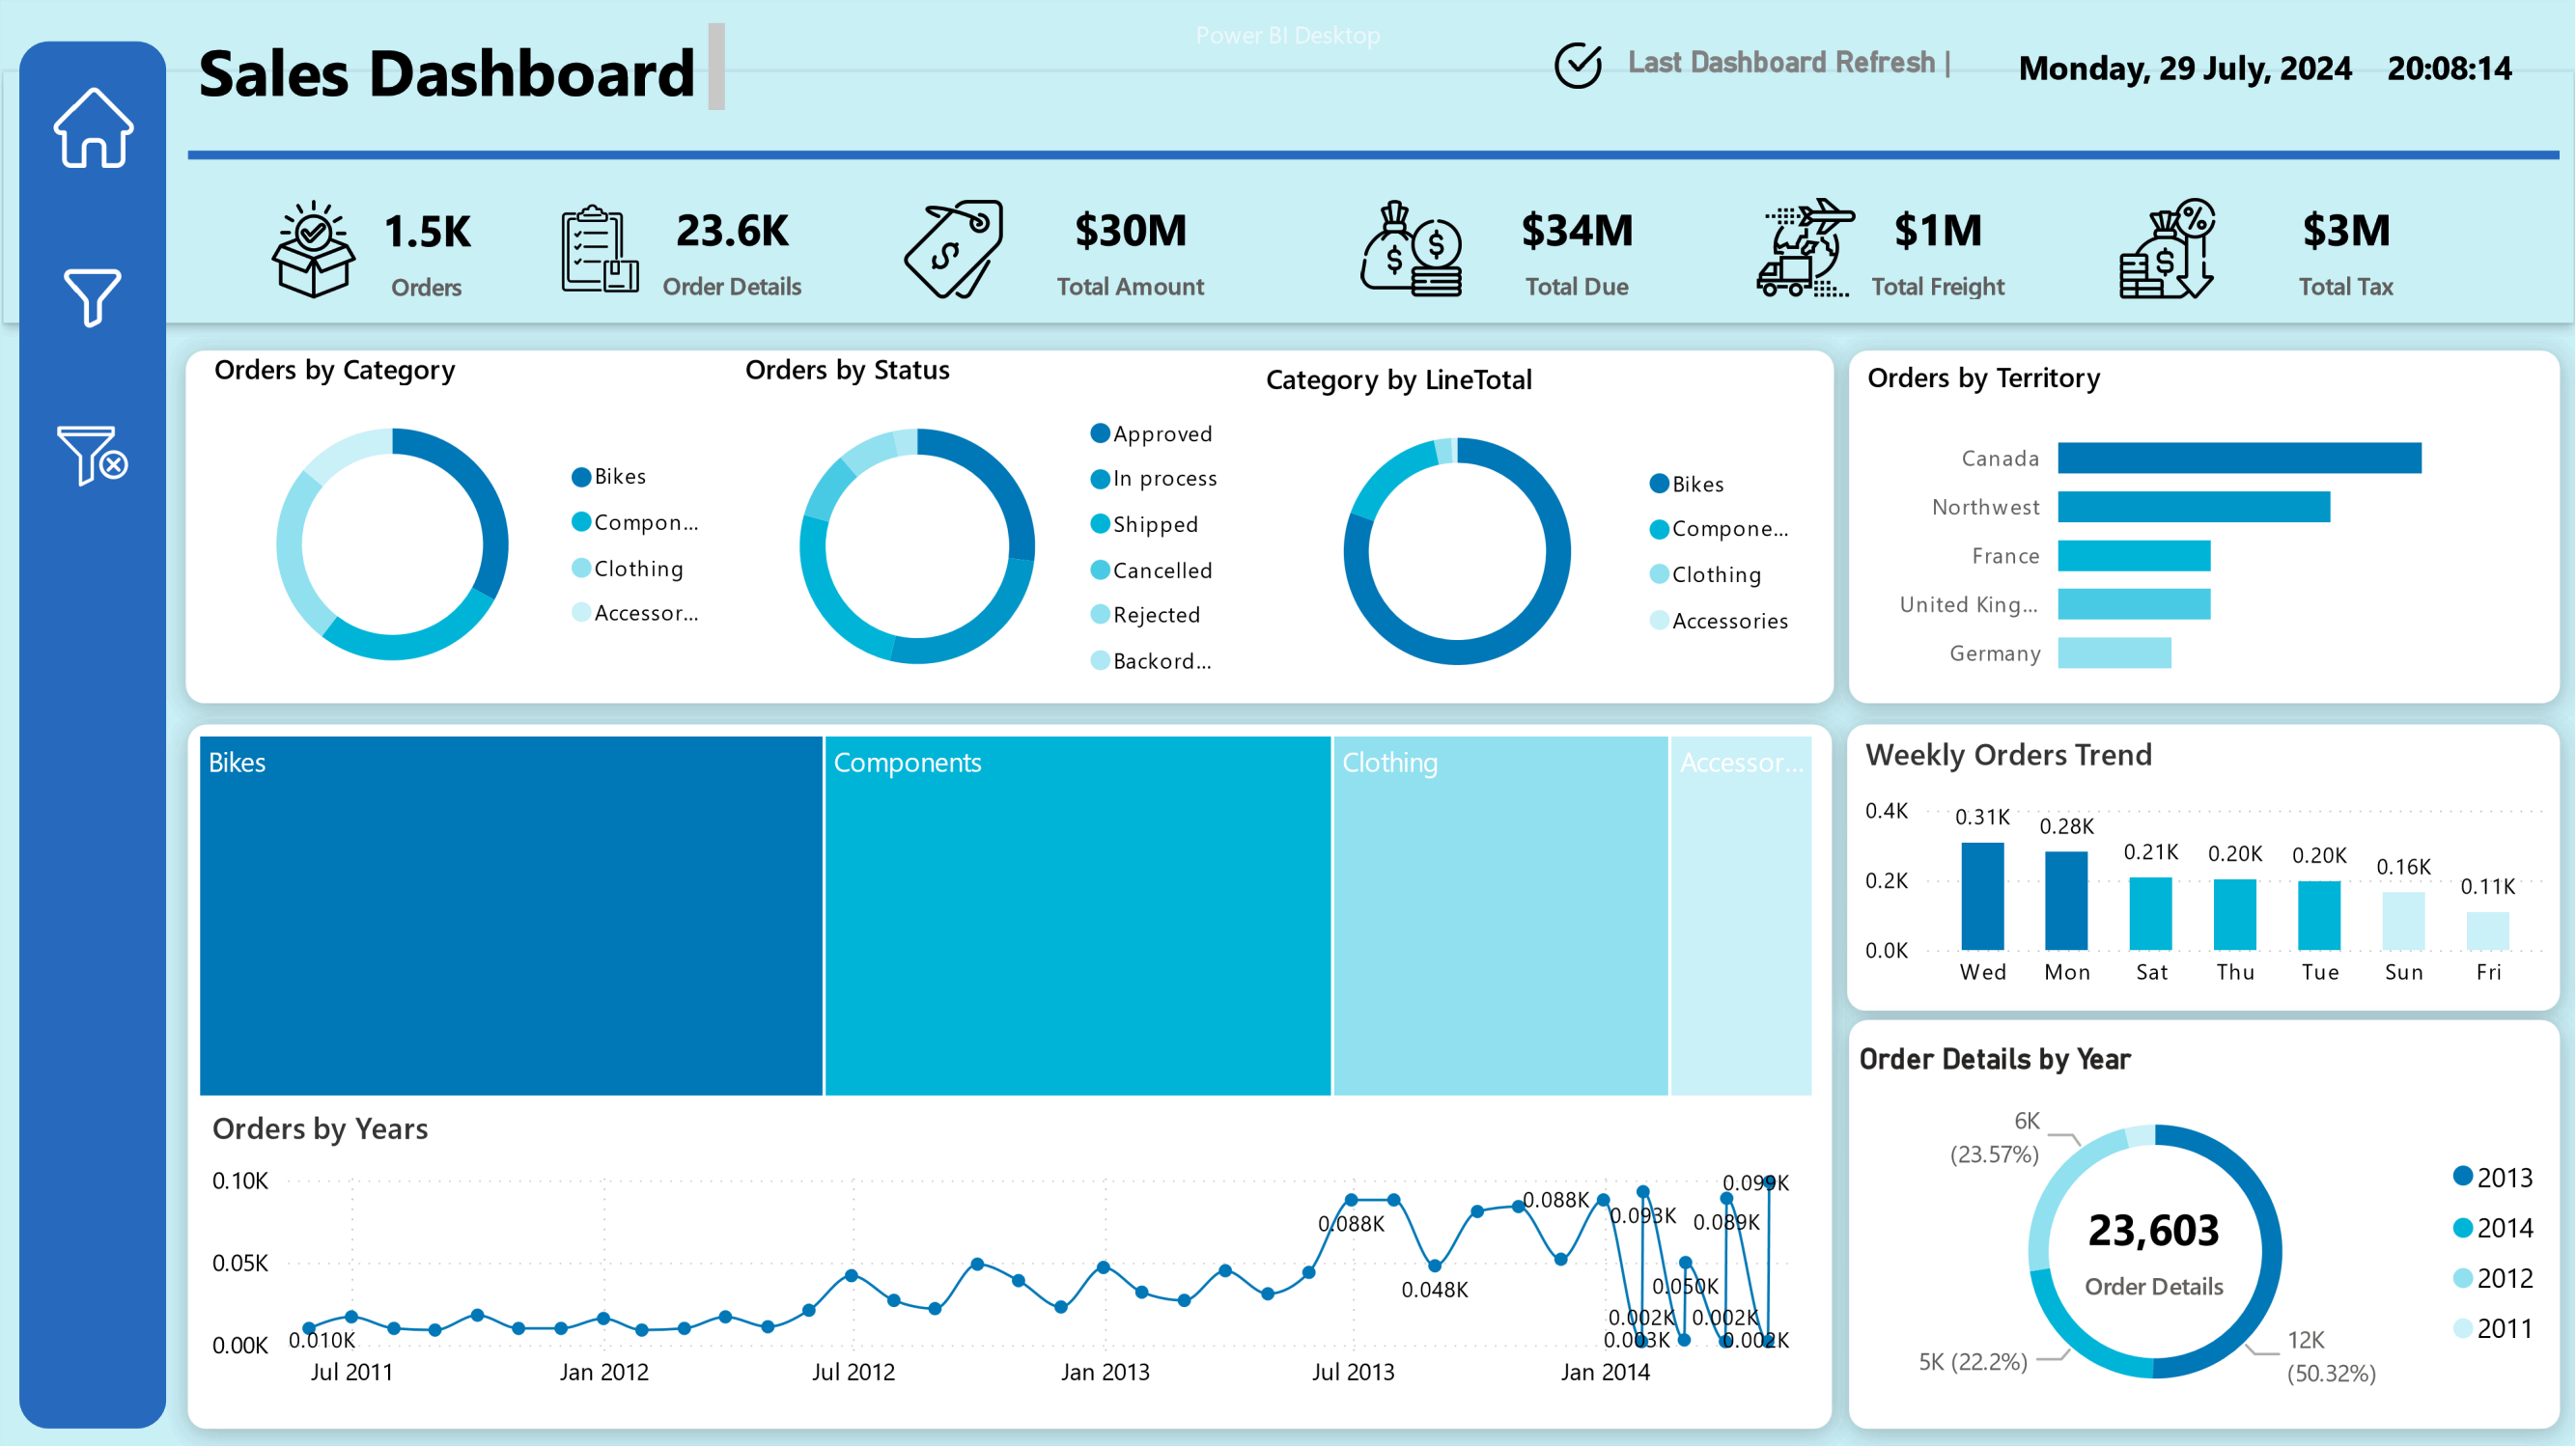 Power BI Desktop
Sales Dashboard
Last Dashboard Refresh |
Monday, 29 July, 2024 20:08:14
1.5K
Orders
23.6K
Order Details
$30M
Total Amount
$34M
Total Due
$1M
Total Freight
$3M
Total Tax
Orders by Category
Bikes
Compon...
Clothing
Accessor...
Orders by Status
Approved
In process
Shipped
Cancelled
Rejected
Backord...
Category by LineTotal
Bikes
Compone...
Clothing
Accessories
Orders by Territory
Canada
Northwest
France
United King...
Germany
Bikes
Components
Clothing
Accessor...
Weekly Orders Trend
0.4K
0.2K
0.0K
0.31K
0.28K
0.21K
0.20K
0.20K
0.16K
0.11K
Wed
Mon
Sat
Thu
Tue
Sun
Fri
Orders by Years
0.10K
0.05K
0.00K
0.010K
0.088K
0.048K
0.088K
0.093K
0.089K
0.099K
0.050K
0.002K
0.002K
0.003K
0.002K
Jul 2011
Jan 2012
Jul 2012
Jan 2013
Jul 2013
Jan 2014
Order Details by Year
6K
(23.57%)
5K (22.2%)
12K
(50.32%)
23,603
Order Details
2013
2014
2012
2011